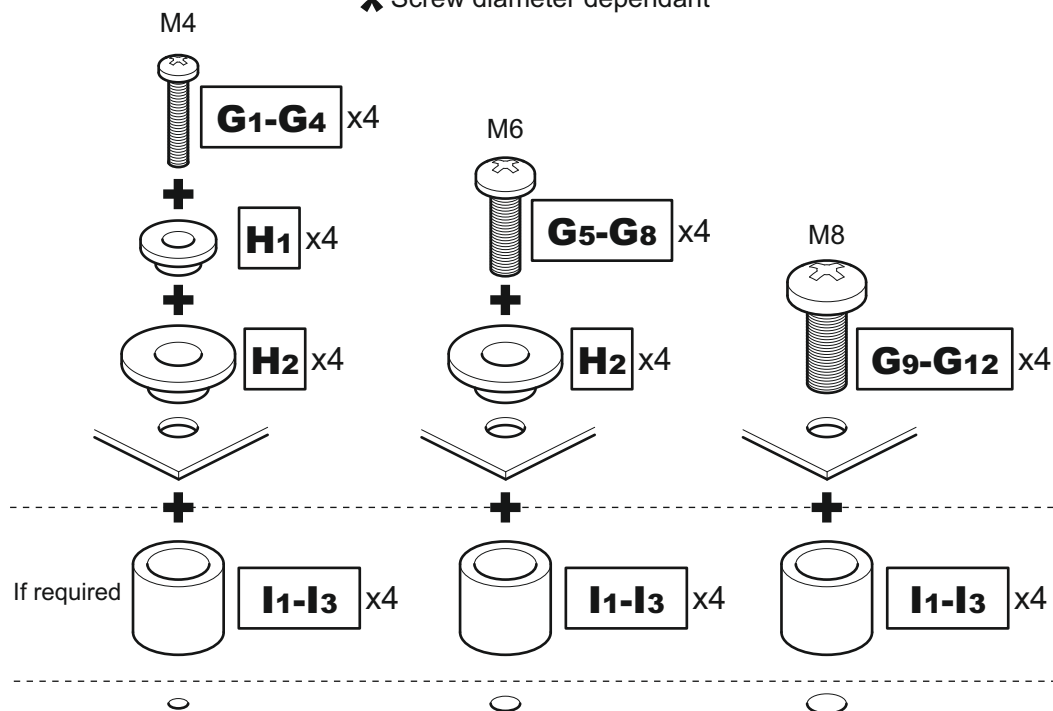 Screw diameter dependant
M4
G1-G4 x4
M6
G5-G8 x4
H1 x4
M8
H2 x4
H2 x4
G9-G12 x4
If required
I1-I3 x4
I1-I3 x4
I1-I3 x4